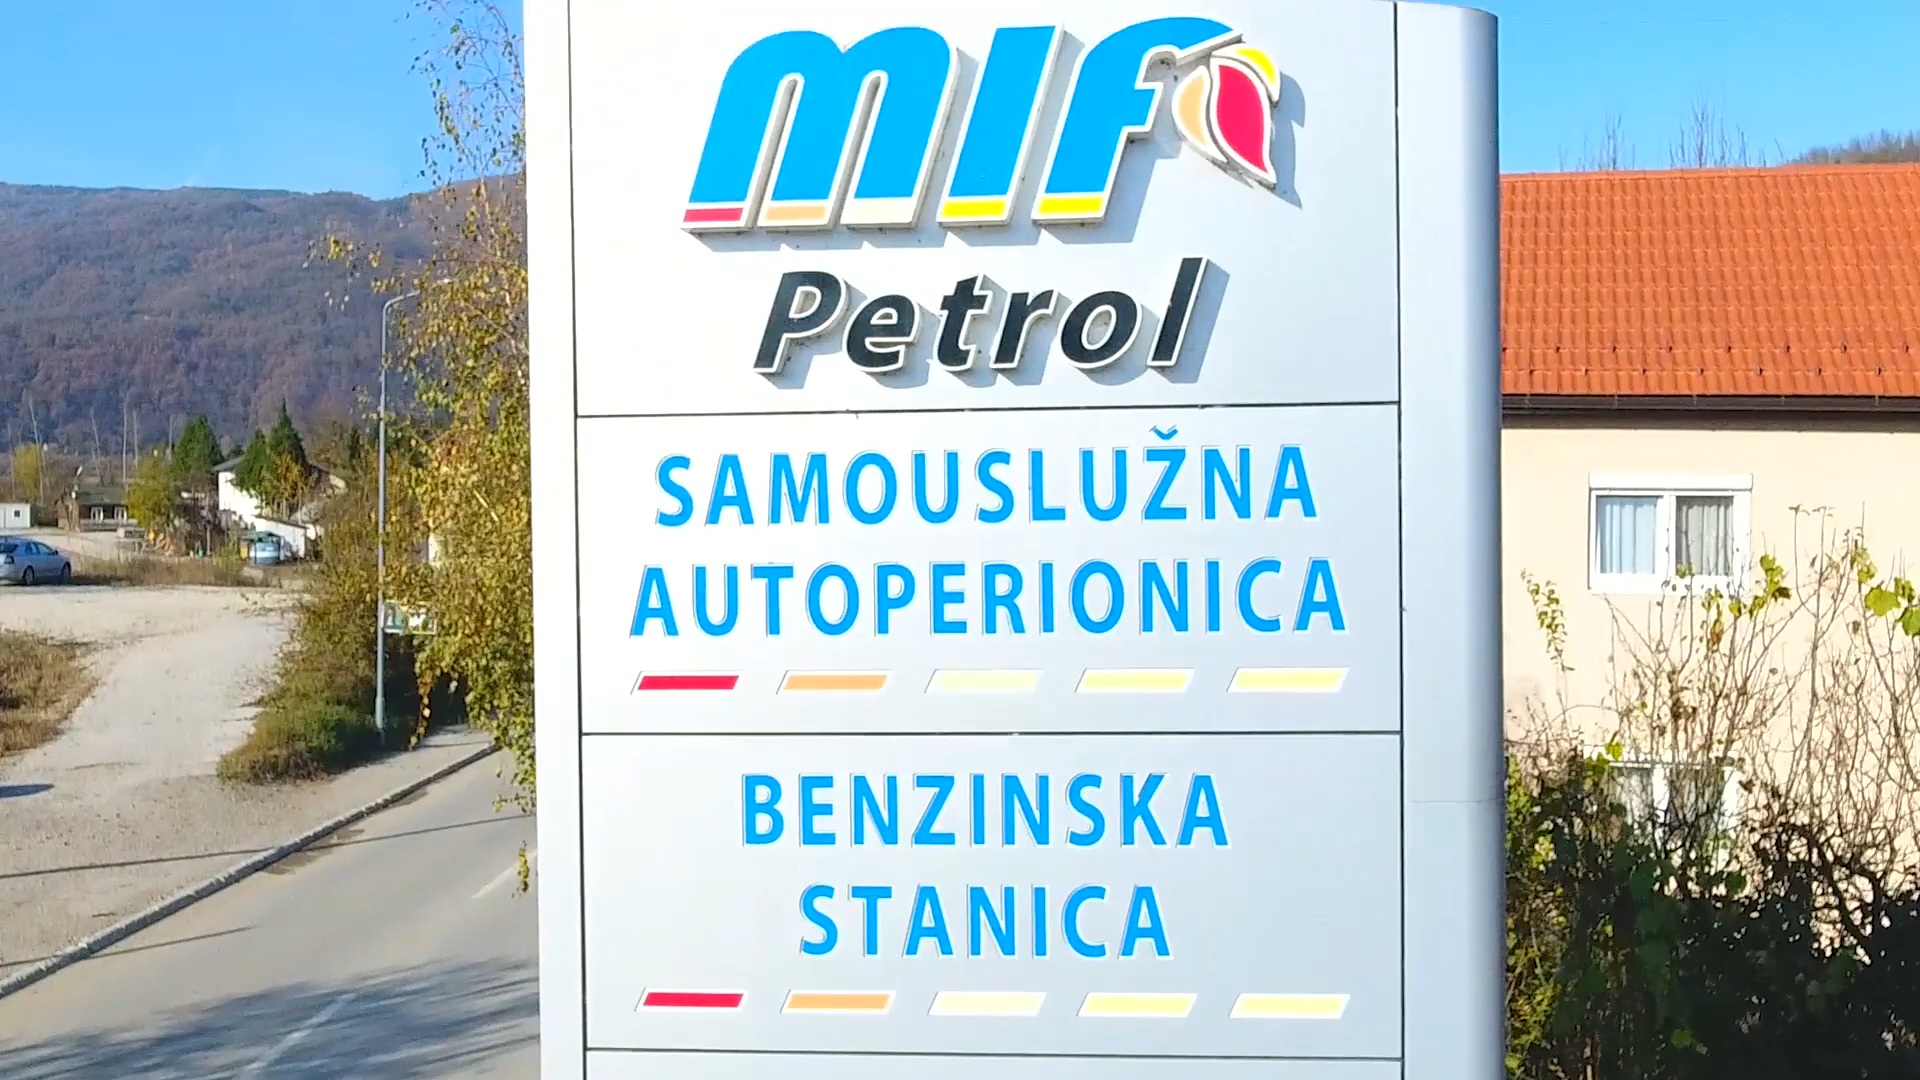 mif
Petrol
SAMOUSLUŽNA
AUTOPERIONICA
BENZINSKA
STANICA